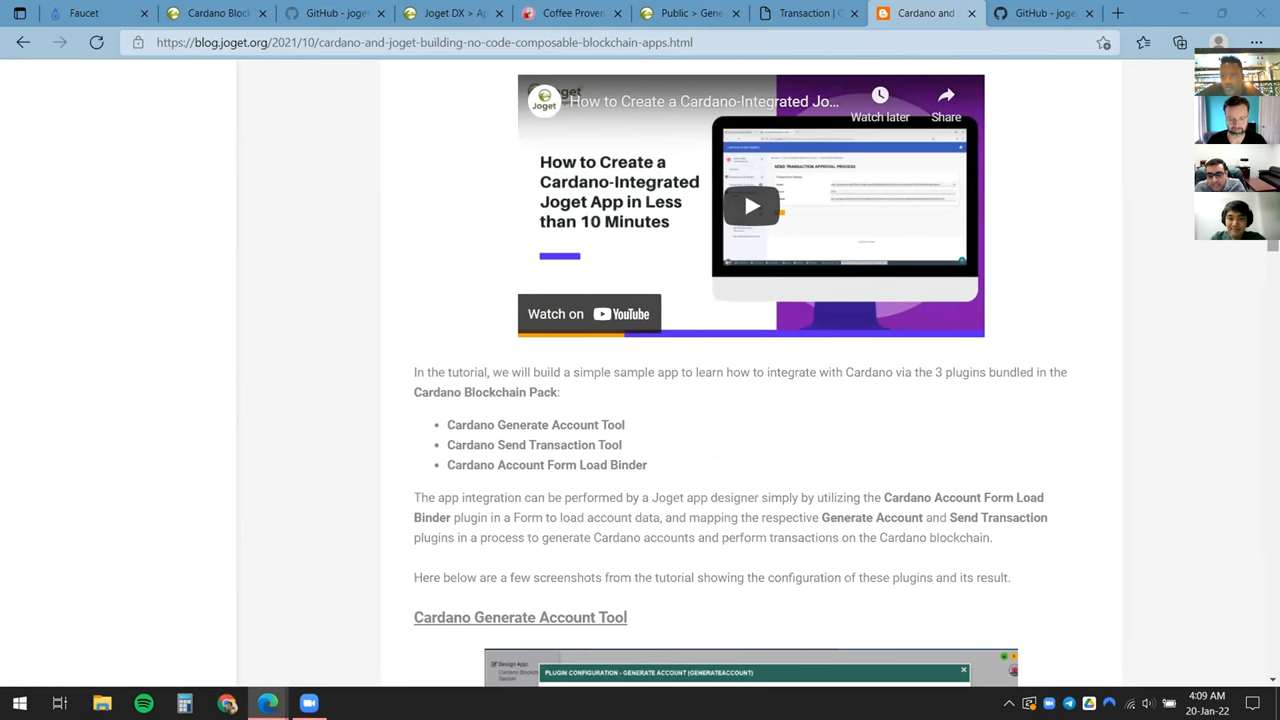 Faucet
Cardano Block
GitHub - joget
Joget DX > Ap
Coffee Proven
Public > Gene
Transaction | C
Cardano and
GitHub - joget
https://blog.joget.org/2021/10/cardano-and-joget-building-no-code-composable-blockchain-apps.html
Joget
How to Create a Cardano-Integrated Jo...
Watch later
Share
How to Create a
Cardano-Integrated
Joget App in Less
than 10 Minutes
SEND TRANSACTION APPROVAL PROCESS
Watch on YouTube
In the tutorial, we will build a simple sample app to learn how to integrate with Cardano via the 3 plugins bundled in the
Cardano Blockchain Pack:
• Cardano Generate Account Tool
• Cardano Send Transaction Tool
• Cardano Account Form Load Binder
The app integration can be performed by a Joget app designer simply by utilizing the Cardano Account Form Load
Binder plugin in a Form to load account data, and mapping the respective Generate Account and Send Transaction
plugins in a process to generate Cardano accounts and perform transactions on the Cardano blockchain.
Here below are a few screenshots from the tutorial showing the configuration of these plugins and its result.
Cardano Generate Account Tool
Design App:
PLUGIN CONFIGURATION - GENERATE ACCOUNT (GENERATEACCOUNT)
4:09 AM
20-Jan-22